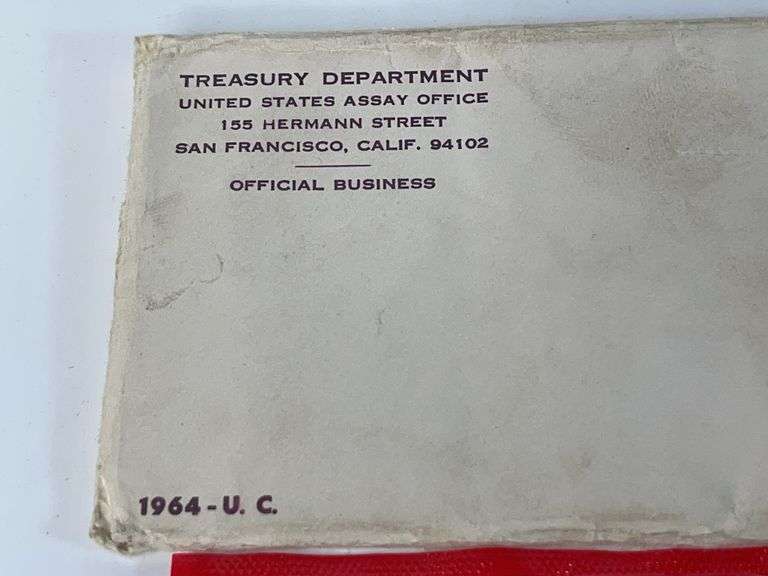 TREASURY DEPARTMENT
UNITED STATES ASSAY OFFICE
155 HERMANN STREET
SAN FRANCISCO, CALIF. 94102
OFFICIAL BUSINESS
1964 - U. C.